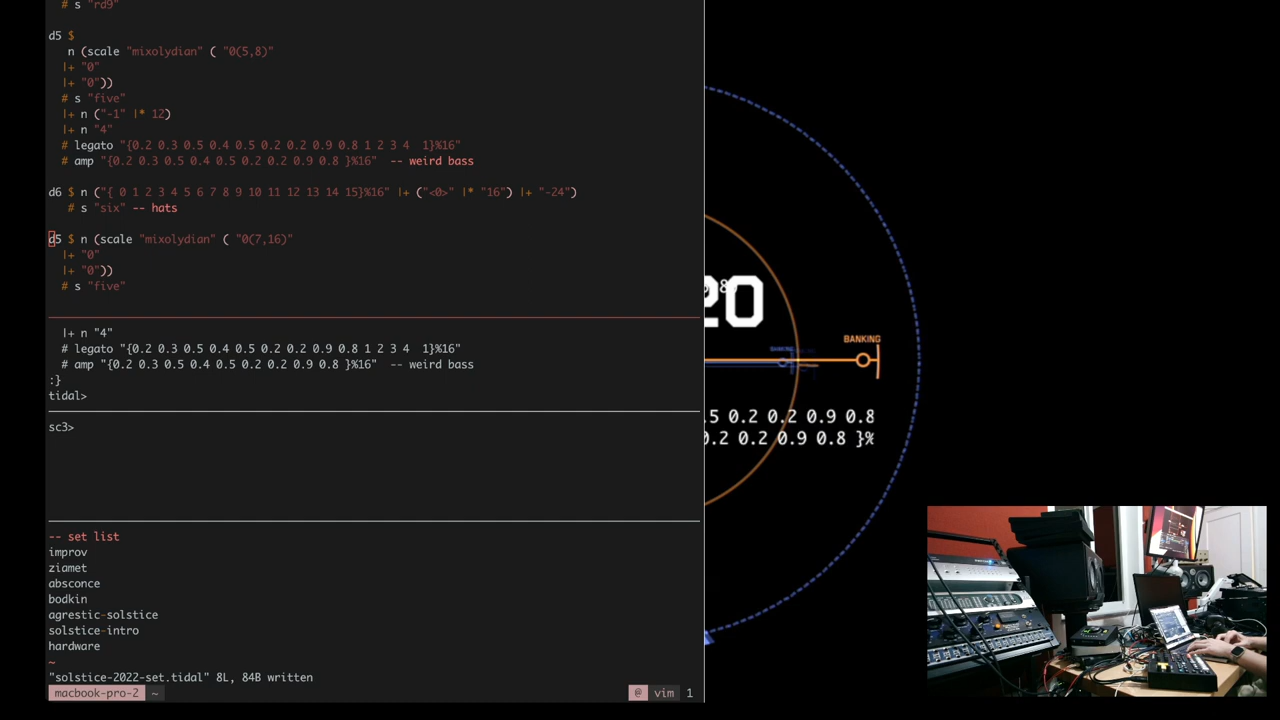 # s "rd9"
d5 $
n (scale "mixolydian" ( "0(5,8)"
|+ "0"
|+ "0"))
# s "five"
|+ n ("-1" |* 12)
|+ n "4"
# legato "{0.2 0.3 0.5 0.4 0.5 0.2 0.2 0.9 0.8 1 2 3 4  1}%16"
# amp "{0.2 0.3 0.5 0.4 0.5 0.2 0.2 0.9 0.8 }%16"  -- weird bass
d6 $ n ("{ 0 1 2 3 4 5 6 7 8 9 10 11 12 13 14 15}%16" |+ ("<0>" |* "16") |+ "-24")
# s "six" -- hats
d5 $ n (scale "mixolydian" ( "0(7,16)"
|+ "0"
|+ "0"))
# s "five"
|+ n "4"
# legato "{0.2 0.3 0.5 0.4 0.5 0.2 0.2 0.9 0.8 1 2 3 4  1}%16"
# amp "{0.2 0.3 0.5 0.4 0.5 0.2 0.2 0.9 0.8 }%16"  -- weird bass
:}
tidal>
sc3>
-- set list
improv
ziamet
absconce
bodkin
agrestic-solstice
solstice-intro
hardware
~
"solstice-2022-set.tidal" 8L, 84B written
macbook-pro-2 ~ @ vim 1
20
BANKING
.5 0.2 0.2 0.9 0.8
0.2 0.2 0.9 0.8 }%